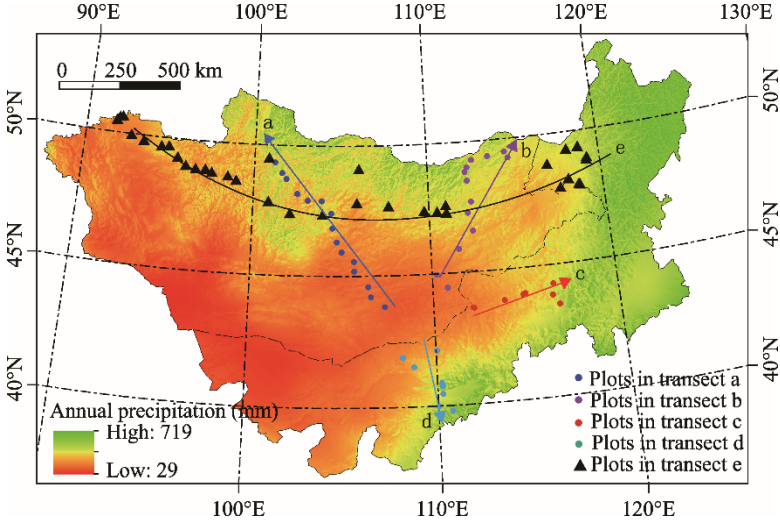 90°E 100°E 110°E 120°E 130°E
0 250 500 km
50°N
50°N
a
b
e
45°N
45°N
c
40°N
40°N
d
Plots in transect a
Plots in transect b
Plots in transect c
Plots in transect d
Plots in transect e
Annual precipitation (mm)
High: 719
Low: 29
100°E 110°E 120°E